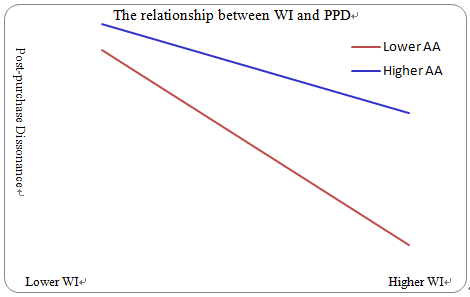 The relationship between WI and PPD↵
Lower AA
Higher AA
Post-purchase Dissonance↵
Lower WI↵
Higher WI↵